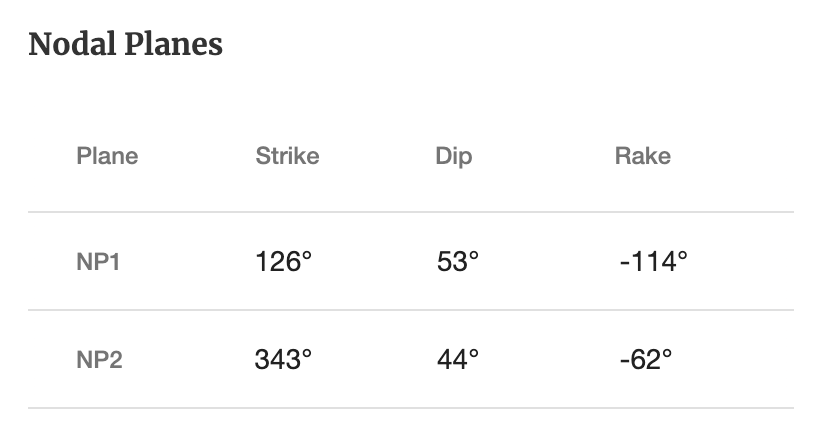 Nodal Planes
Plane Strike Dip Rake
NP1 126° 53° -114°
NP2 343° 44° -62°